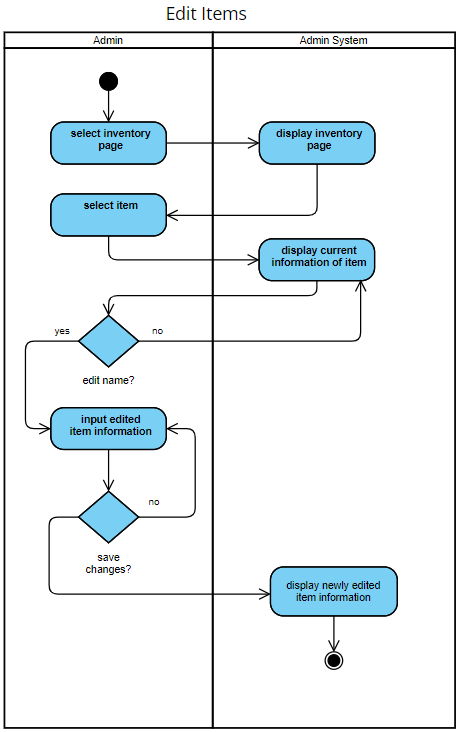 Edit Items
Admin
Admin System
select inventory
page
display inventory
page
select item
display current
information of item
yes
no
edit name?
input edited
item information
no
save
changes?
display newly edited
item information